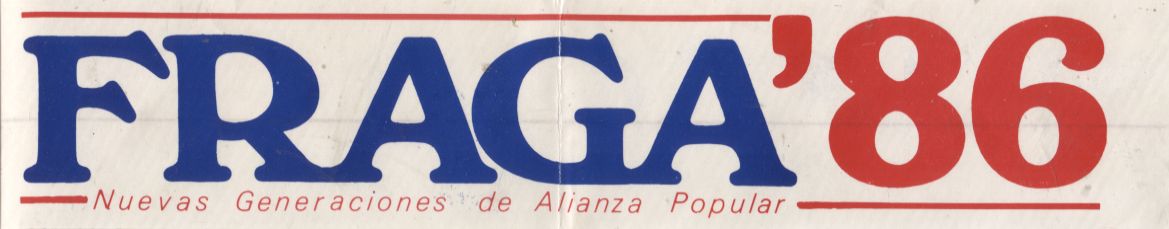 FRAGA '86
Nuevas Generaciones de Alianza Popular